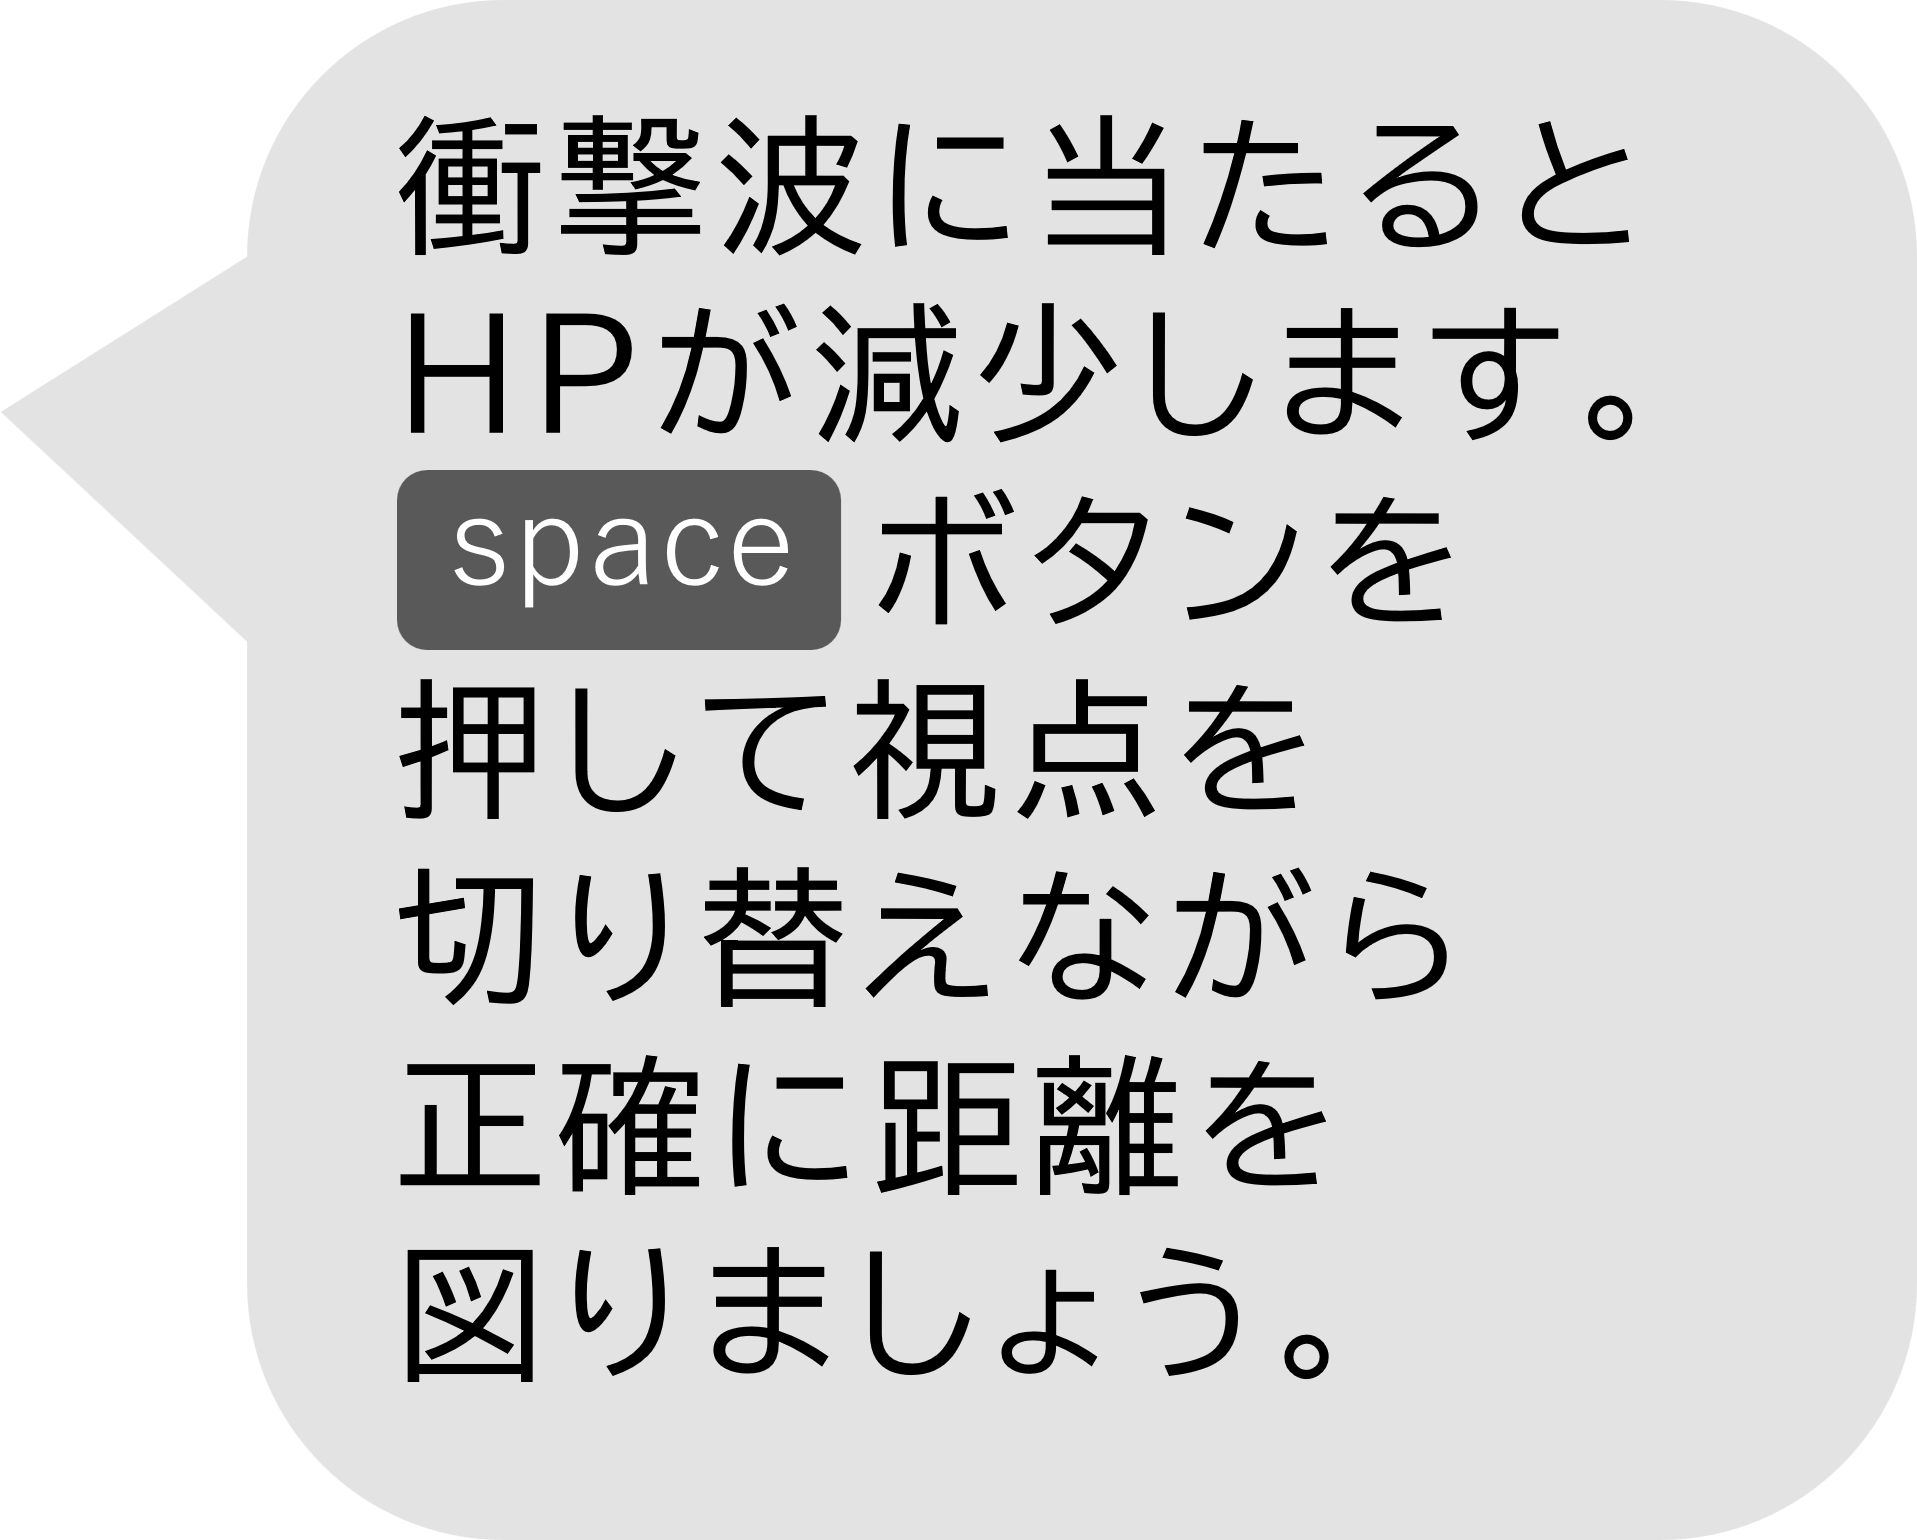 衝撃波に当たると
HPが減少します。
space ボタンを
押して視点を
切り替えながら
正確に距離を
図りましょう。